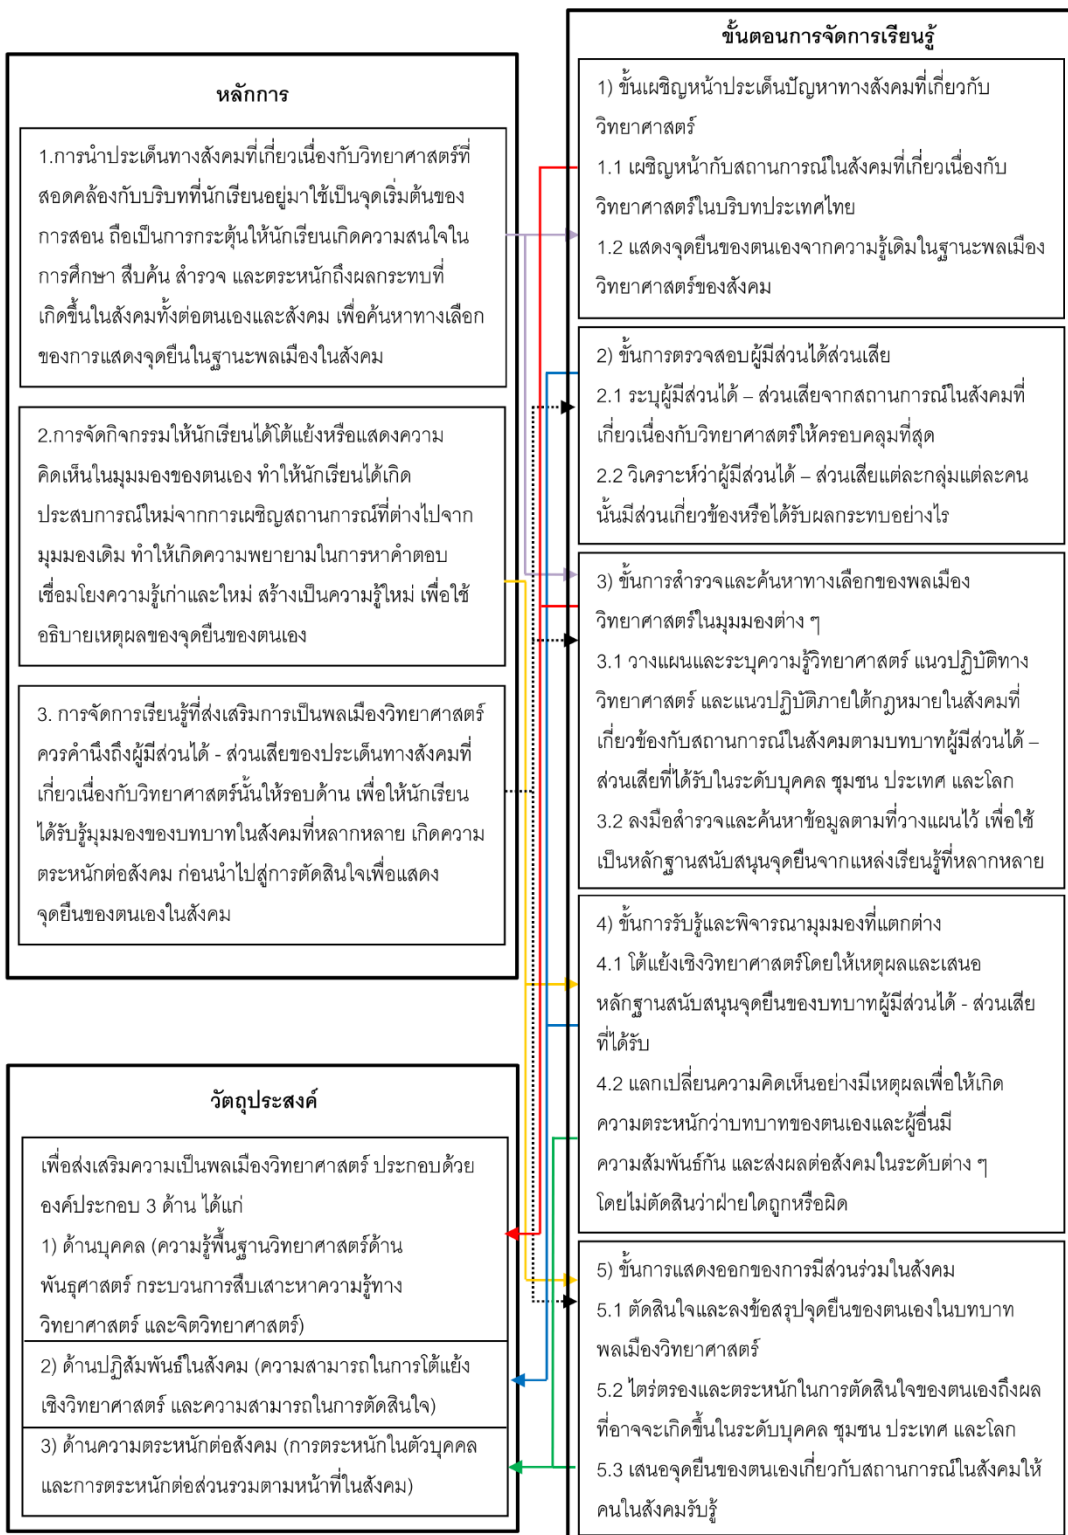 หลักการ
1.การนำประเด็นทางสังคมที่เกี่ยวเนื่องกับวิทยาศาสตร์ที่
สอดคล้องกับบริบทที่นักเรียนอยู่มาใช้เป็นจุดเริ่มต้นของ
การสอน ถือเป็นการกระตุ้นให้นักเรียนเกิดความสนใจใน
การศึกษา สืบค้น สำรวจ และตระหนักถึงผลกระทบที่
เกิดขึ้นในสังคมทั้งต่อตนเองและสังคม เพื่อค้นหาทางเลือก
ของการแสดงจุดยืนในฐานะพลเมืองในสังคม
2.การจัดกิจกรรมให้นักเรียนได้โต้แย้งหรือแสดงความ
คิดเห็นในมุมมองของตนเอง ทำให้นักเรียนได้เกิด
ประสบการณ์ใหม่จากการเผชิญสถานการณ์ที่ต่างไปจาก
มุมมองเดิม ทำให้เกิดความพยายามในการหาคำตอบ
เชื่อมโยงความรู้เก่าและใหม่ สร้างเป็นความรู้ใหม่ เพื่อใช้
อธิบายเหตุผลของจุดยืนของตนเอง
3. การจัดการเรียนรู้ที่ส่งเสริมการเป็นพลเมืองวิทยาศาสตร์
ควรคำนึงถึงผู้มีส่วนได้ - ส่วนเสียของประเด็นทางสังคมที่
เกี่ยวเนื่องกับวิทยาศาสตร์นั้นให้รอบด้าน เพื่อให้นักเรียน
ได้รับรู้มุมมองของบทบาทในสังคมที่หลากหลาย เกิดความ
ตระหนักต่อสังคม ก่อนนำไปสู่การตัดสินใจเพื่อแสดง
จุดยืนของตนเองในสังคม
วัตถุประสงค์
เพื่อส่งเสริมความเป็นพลเมืองวิทยาศาสตร์ ประกอบด้วย
องค์ประกอบ 3 ด้าน ได้แก่
1) ด้านบุคคล (ความรู้พื้นฐานวิทยาศาสตร์ด้าน
พันธุศาสตร์ กระบวนการสืบเสาะหาความรู้ทาง
วิทยาศาสตร์ และจิตวิทยาศาสตร์)
2) ด้านปฏิสัมพันธ์ในสังคม (ความสามารถในการโต้แย้ง
เชิงวิทยาศาสตร์ และความสามารถในการตัดสินใจ)
3) ด้านความตระหนักต่อสังคม (การตระหนักในตัวบุคคล
และการตระหนักต่อส่วนรวมตามหน้าที่ในสังคม)
ขั้นตอนการจัดการเรียนรู้
1) ขั้นเผชิญหน้าประเด็นปัญหาทางสังคมที่เกี่ยวกับ
วิทยาศาสตร์
1.1 เผชิญหน้ากับสถานการณ์ในสังคมที่เกี่ยวเนื่องกับ
วิทยาศาสตร์ในบริบทประเทศไทย
1.2 แสดงจุดยืนของตนเองจากความรู้เดิมในฐานะพลเมือง
วิทยาศาสตร์ของสังคม
2) ขั้นการตรวจสอบผู้มีส่วนได้ส่วนเสีย
2.1 ระบุผู้มีส่วนได้ – ส่วนเสียจากสถานการณ์ในสังคมที่
เกี่ยวเนื่องกับวิทยาศาสตร์ให้ครอบคลุมที่สุด
2.2 วิเคราะห์ว่าผู้มีส่วนได้ – ส่วนเสียแต่ละกลุ่มแต่ละคน
นั้นมีส่วนเกี่ยวข้องหรือได้รับผลกระทบอย่างไร
3) ขั้นการสำรวจและค้นหาทางเลือกของพลเมือง
วิทยาศาสตร์ในมุมมองต่าง ๆ
3.1 วางแผนและระบุความรู้วิทยาศาสตร์ แนวปฏิบัติทาง
วิทยาศาสตร์ และแนวปฏิบัติภายใต้กฎหมายในสังคมที่
เกี่ยวข้องกับสถานการณ์ในสังคมตามบทบาทผู้มีส่วนได้ –
ส่วนเสียที่ได้รับในระดับบุคคล ชุมชน ประเทศ และโลก
3.2 ลงมือสำรวจและค้นหาข้อมูลตามที่วางแผนไว้ เพื่อใช้
เป็นหลักฐานสนับสนุนจุดยืนจากแหล่งเรียนรู้ที่หลากหลาย
4) ขั้นการรับรู้และพิจารณามุมมองที่แตกต่าง
4.1 โต้แย้งเชิงวิทยาศาสตร์โดยให้เหตุผลและเสนอ
หลักฐานสนับสนุนจุดยืนของบทบาทผู้มีส่วนได้ - ส่วนเสีย
ที่ได้รับ
4.2 แลกเปลี่ยนความคิดเห็นอย่างมีเหตุผลเพื่อให้เกิด
ความตระหนักว่าบทบาทของตนเองและผู้อื่นมี
ความสัมพันธ์กัน และส่งผลต่อสังคมในระดับต่าง ๆ
โดยไม่ตัดสินว่าฝ่ายใดถูกหรือผิด
5) ขั้นการแสดงออกของการมีส่วนร่วมในสังคม
5.1 ตัดสินใจและลงข้อสรุปจุดยืนของตนเองในบทบาท
พลเมืองวิทยาศาสตร์
5.2 ไตร่ตรองและตระหนักในการตัดสินใจของตนเองถึงผล
ที่อาจจะเกิดขึ้นในระดับบุคคล ชุมชน ประเทศ และโลก
5.3 เสนอจุดยืนของตนเองเกี่ยวกับสถานการณ์ในสังคมให้
คนในสังคมรับรู้